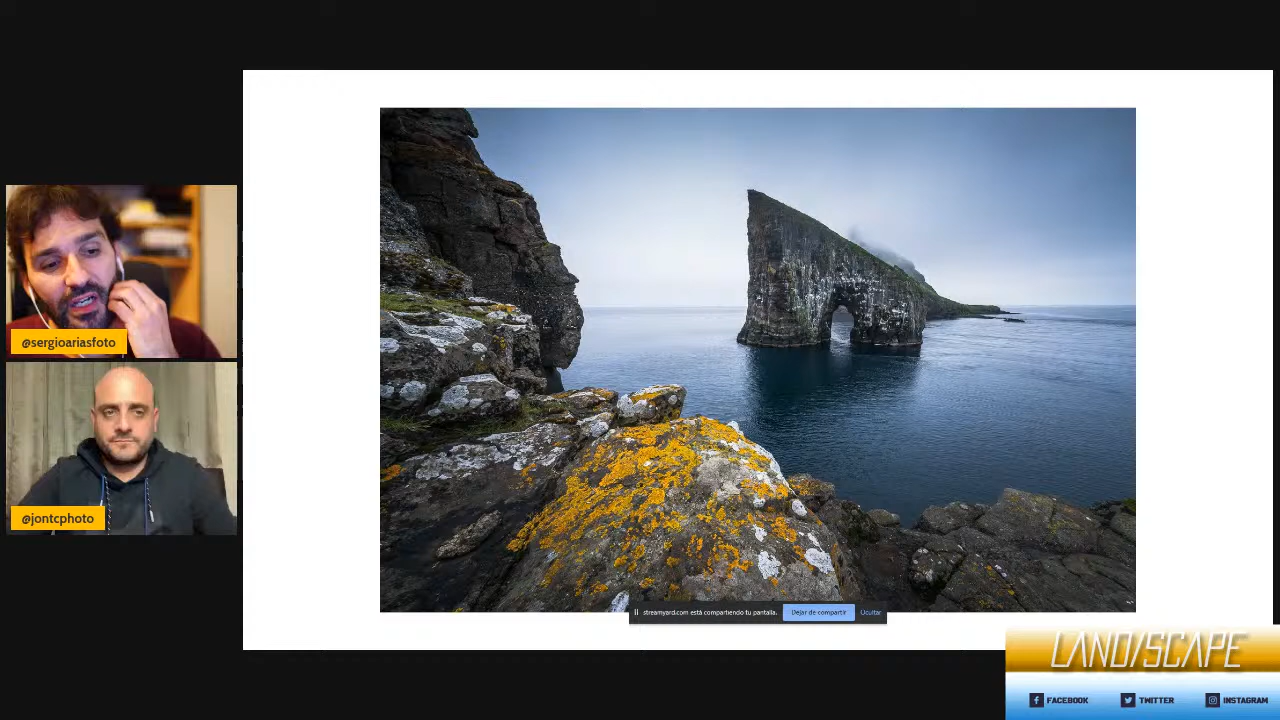 @sergioariasfoto
@jontcphoto
streamyard.com está compartiendo tu pantalla. Dejar de compartir Ocultar
LAND/SCAPE
FACEBOOK TWITTER INSTAGRAM